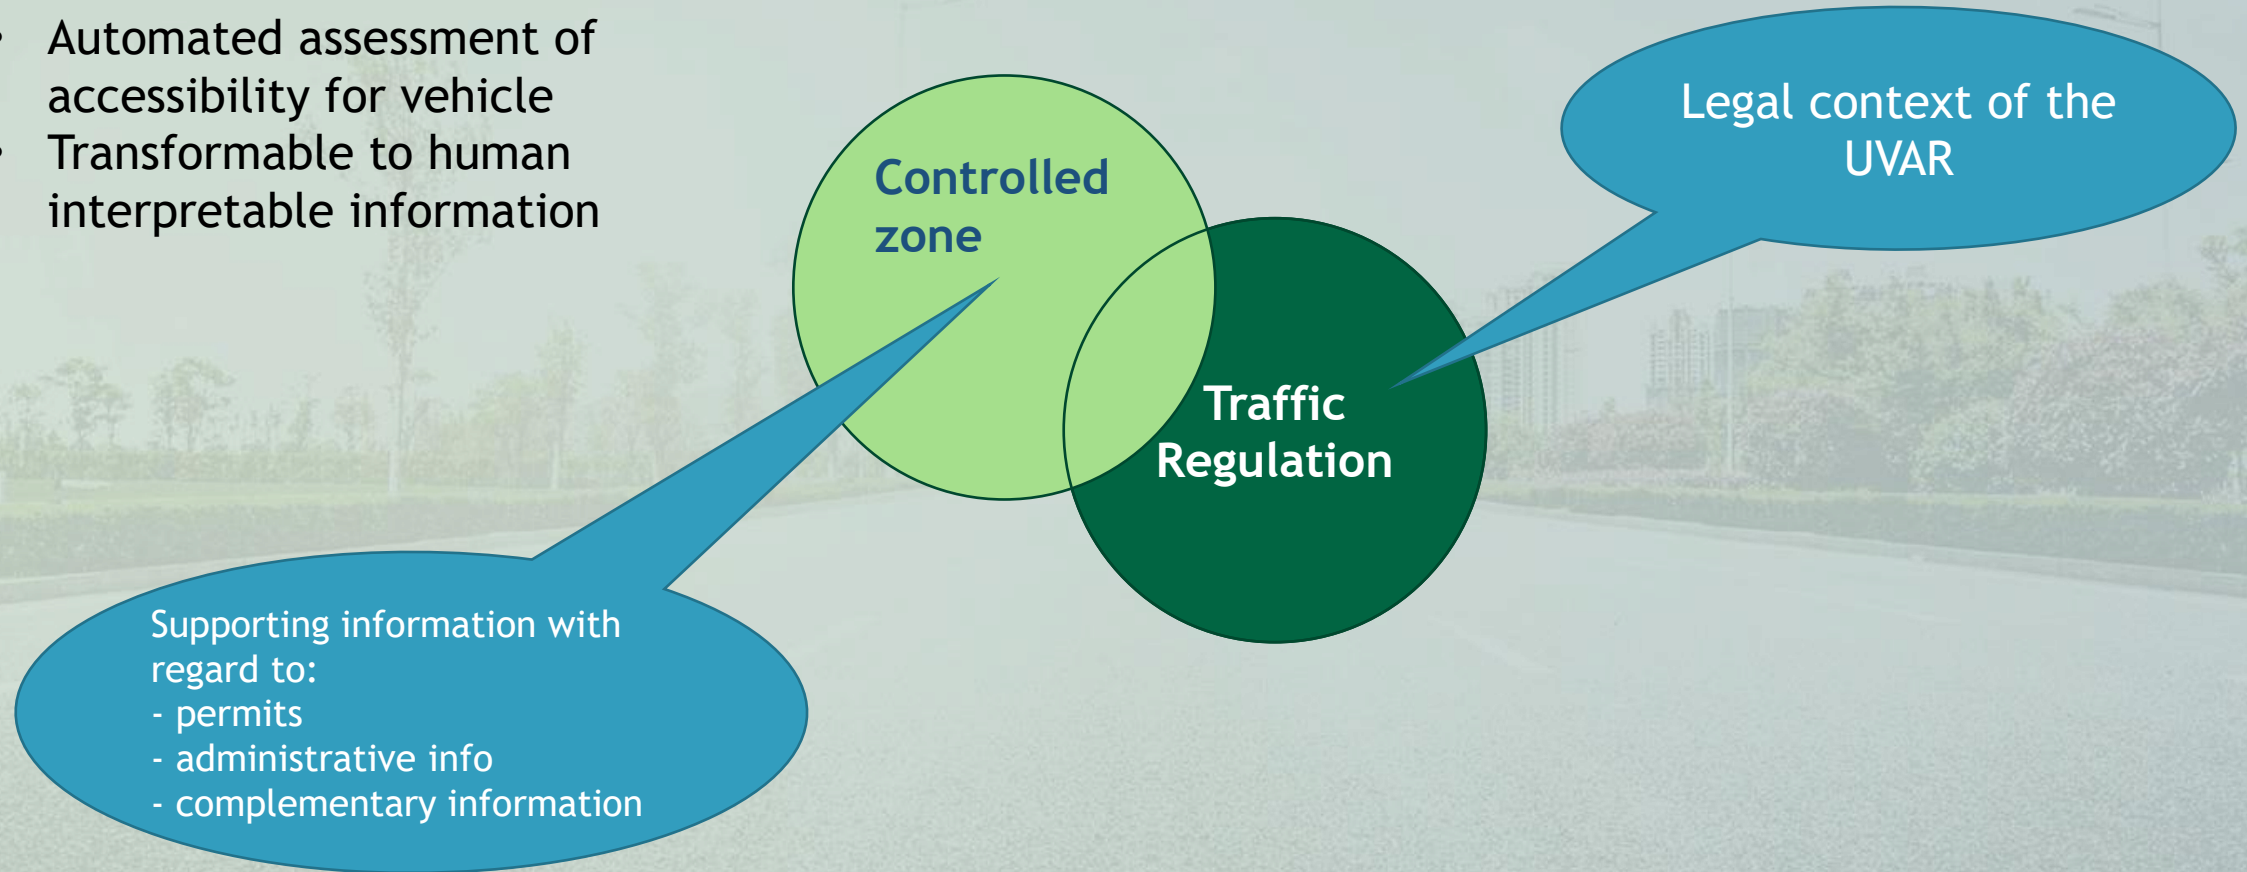 • Automated assessment of
accessibility for vehicle
• Transformable to human
interpretable information
Controlled
zone
Traffic
Regulation
Legal context of the
UVAR
Supporting information with
regard to:
- permits
- administrative info
- complementary information